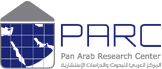 PARC
Pan Arab Research Center
المركز العربي للبحوث والدراسات الإستشارية